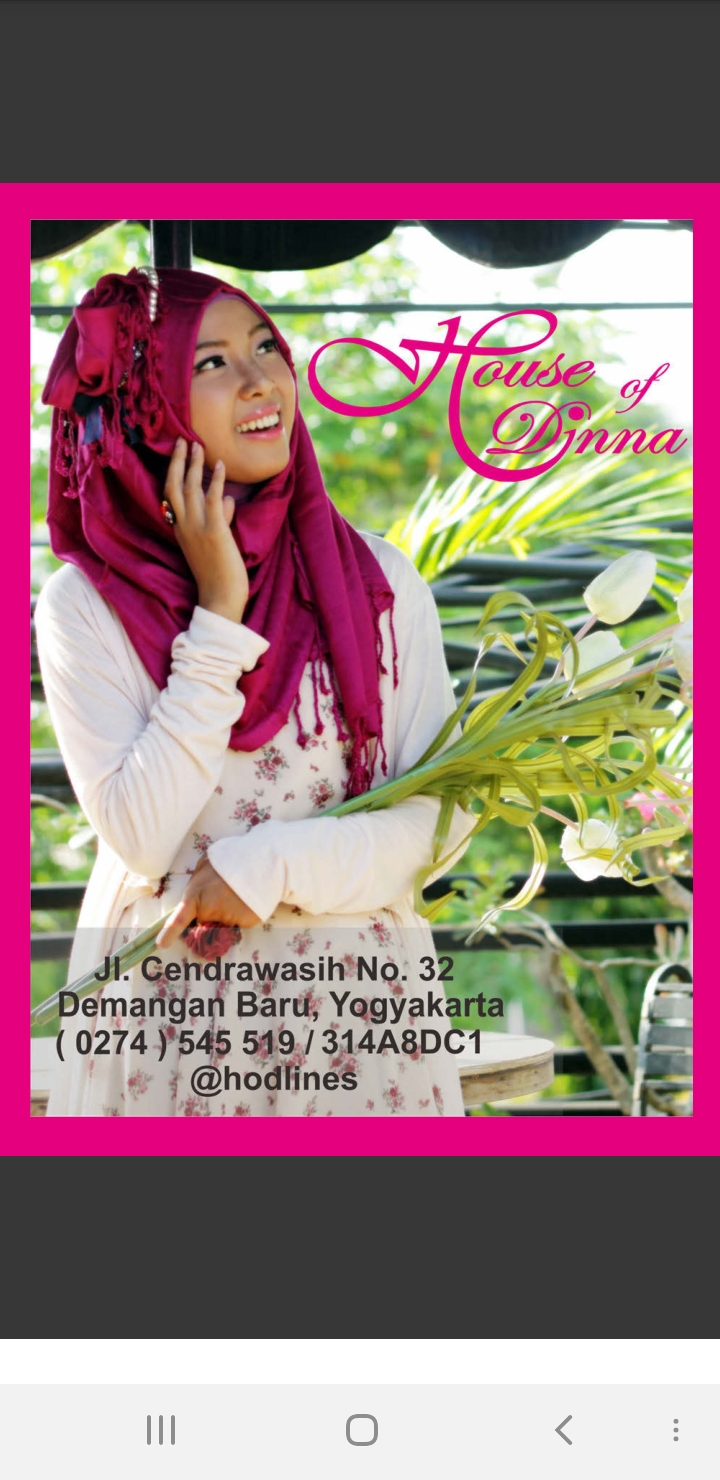 House of
Dinna
Jl. Cendrawasih No. 32
Demangan Baru, Yogyakarta
( 0274 ) 545 519 / 314A8DC1
@hodlines